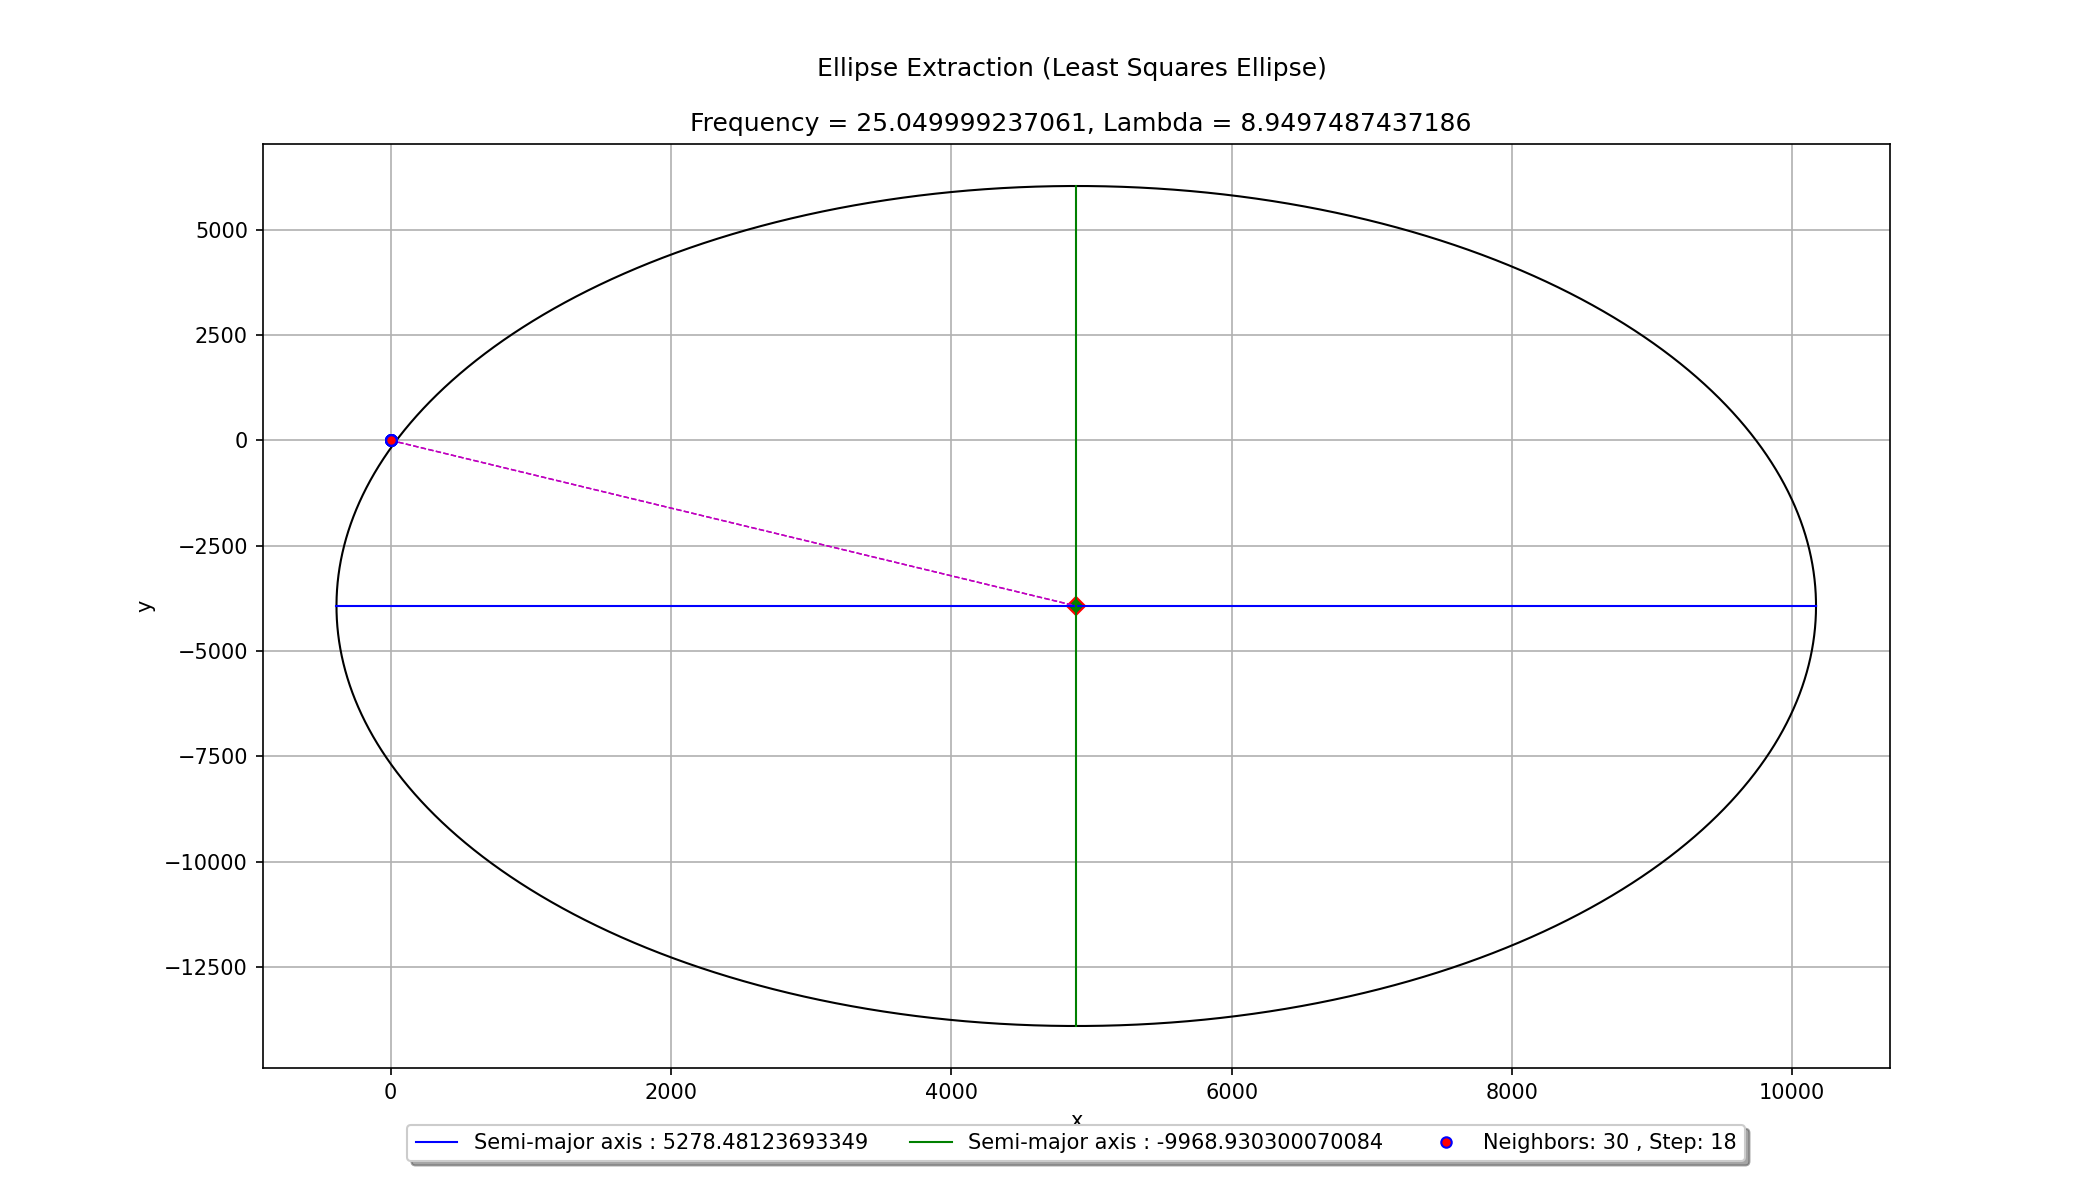 Ellipse Extraction (Least Squares Ellipse)
Frequency = 25.049999237061, Lambda = 8.9497487437186
5000
2500
0
−2500
−5000
−7500
−10000
−12500
y
0 2000 4000 6000 8000 10000
x
Semi-major axis : 5278.48123693349 Semi-major axis : -9968.930300070084 Neighbors: 30 , Step: 18